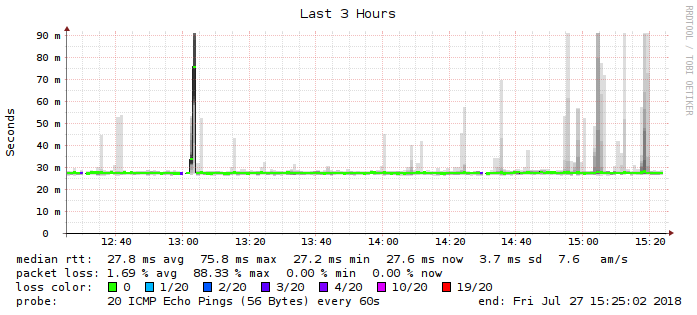 Last 3 Hours
RRDTOOL / TOBI OETIKER
Seconds
90 m
80 m
70 m
60 m
50 m
40 m
30 m
20 m
10 m
0
12:40 13:00 13:20 13:40 14:00 14:20 14:40 15:00 15:20
median rtt: 27.8 ms avg 75.8 ms max 27.2 ms min 27.6 ms now 3.7 ms sd 7.6 am/s
packet loss: 1.69 % avg 88.33 % max 0.00 % min 0.00 % now
loss color: 0 1/20 2/20 3/20 4/20 10/20 19/20
probe: 20 ICMP Echo Pings (56 Bytes) every 60s end: Fri Jul 27 15:25:02 2018